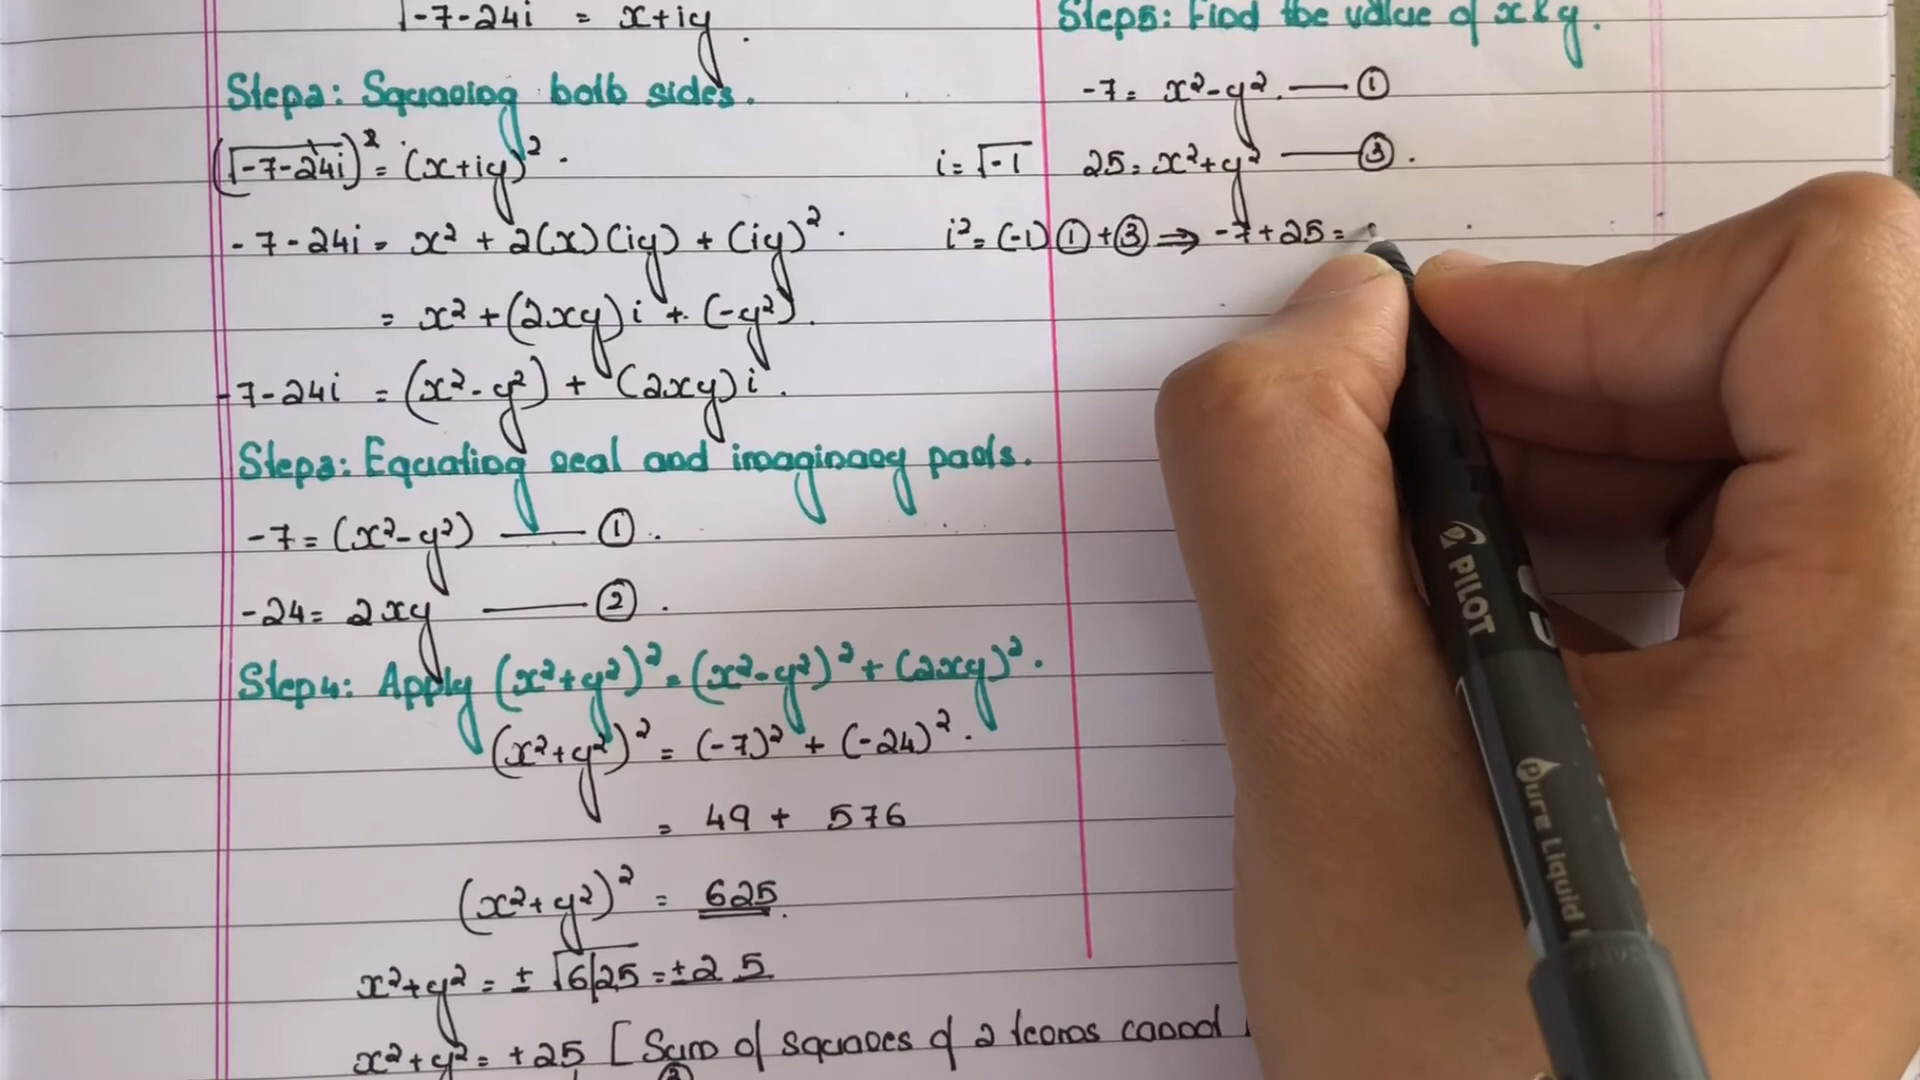 √-7-24i = x+iy.
Step2: Squaring both sides.
(√-7-24i)² = (x+iy)².
-7-24i = x² + 2(x)(iy) + (iy)².
= x² + (2xy)i + (-y²).
-7-24i = (x²-y²) + (2xy)i.
Step3: Equating real and imaginary parts.
-7 = (x²-y²) —— ①.
-24 = 2xy —— ②.
Step4: Apply (x²+y²)² = (x²-y²)² + (2xy)².
(x²+y²)² = (-7)² + (-24)².
= 49 + 576
(x²+y²)² = 625.
x²+y² = ± √625 = ±25
x²+y² = +25 [Sum of squares of 2 terms cannot
③
i = √-1
i² = (-1)
Step5: Find the value of x & y.
-7 = x²-y². —— ①
25 = x²+y² —— ③.
① + ③ ⇒ -7+25 =
PILOT
Pure Liquid